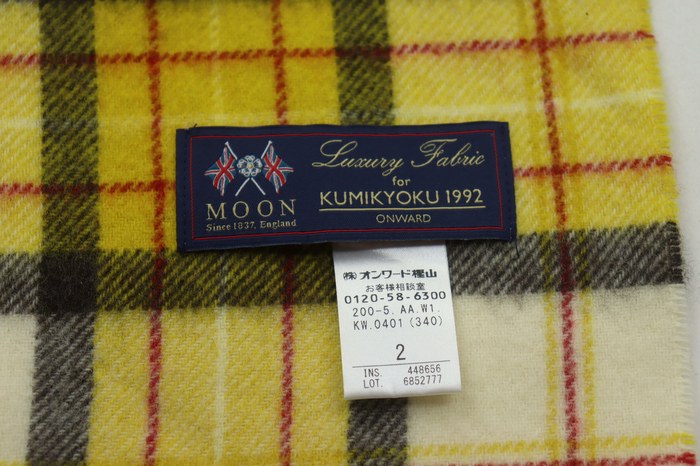 MOON
Since 1837, England
Luxury Fabric
for
KUMIKYOKU 1992
ONWARD
㈱オンワード樫山
お客様相談室
0120-58-6300
200-5. AA.W1.
KW.0401 (340)
2
INS. 448656
LOT. 6852777